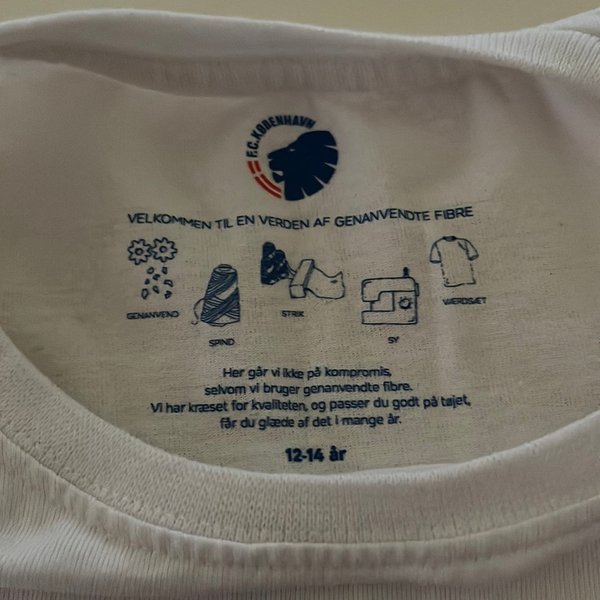 F.C. KØBENHAVN
VELKOMMEN TIL EN VERDEN AF GENANVENDTE FIBRE
GENANVEND
SPIND
STRIK
SY
VÆRDSÆT
Her går vi ikke på kompromis,
selvom vi bruger genanvendte fibre.
Vi har kræset for kvaliteten, og passer du godt på tøjet,
får du glæde af det i mange år.
12-14 år